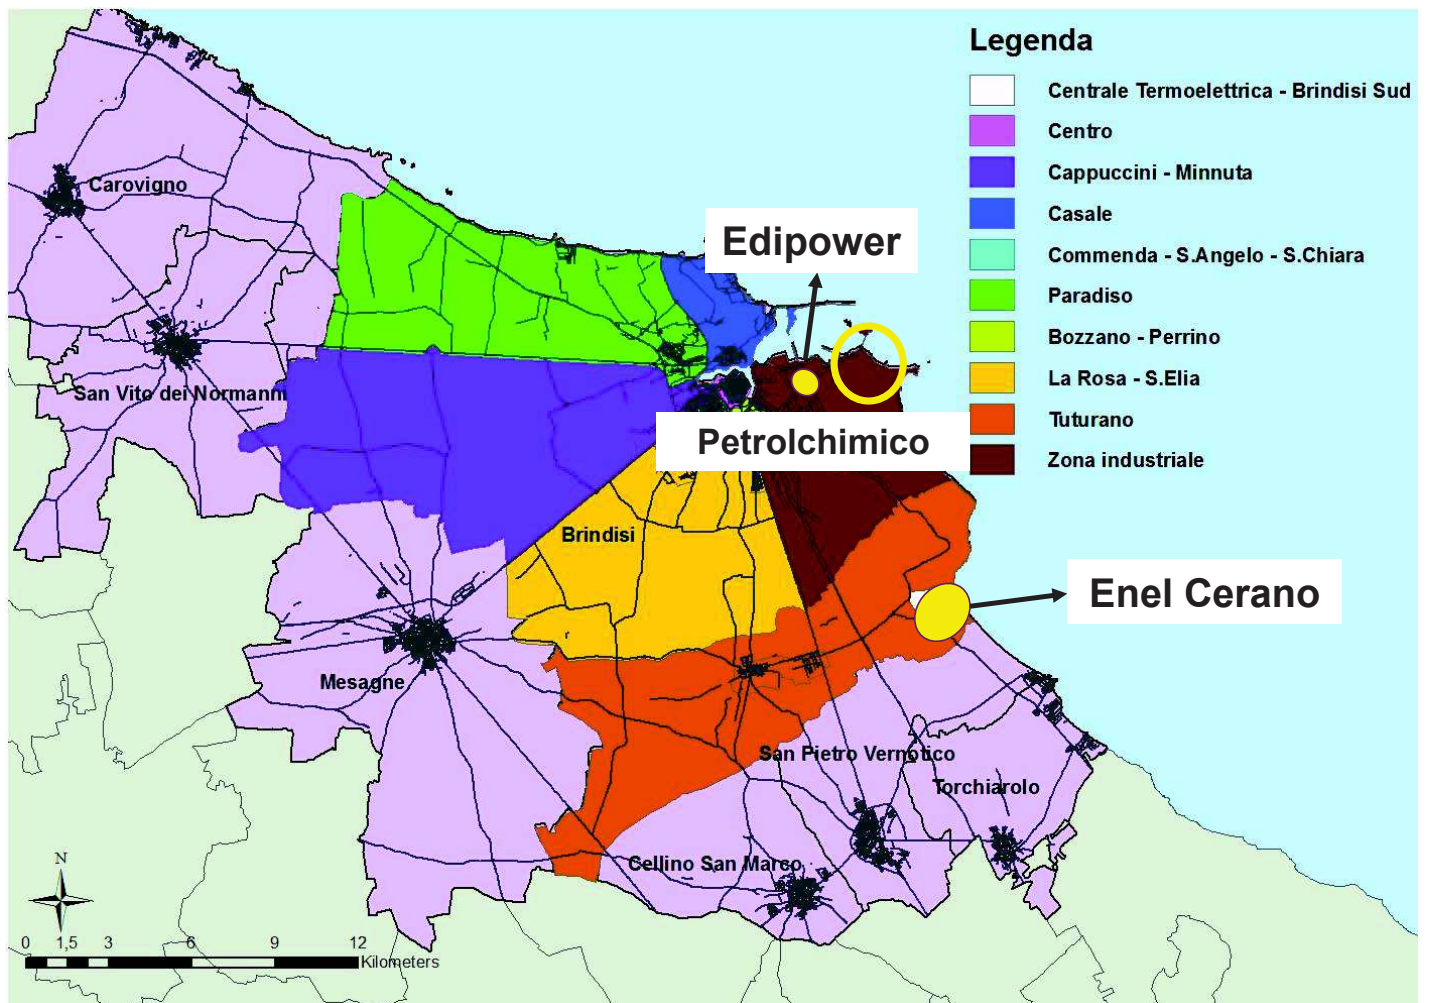 Legenda
Centrale Termoelettrica - Brindisi Sud
Centro
Cappuccini - Minnuta
Casale
Commenda - S.Angelo - S.Chiara
Paradiso
Bozzano - Perrino
La Rosa - S.Elia
Tuturano
Zona industriale
Carovigno
Edipower
San Vito dei Normanni
Petrolchimico
Brindisi
Enel Cerano
Mesagne
San Pietro Vernotico
Torchiarolo
Cellino San Marco
N
0 1,5 3 6 9 12
Kilometers